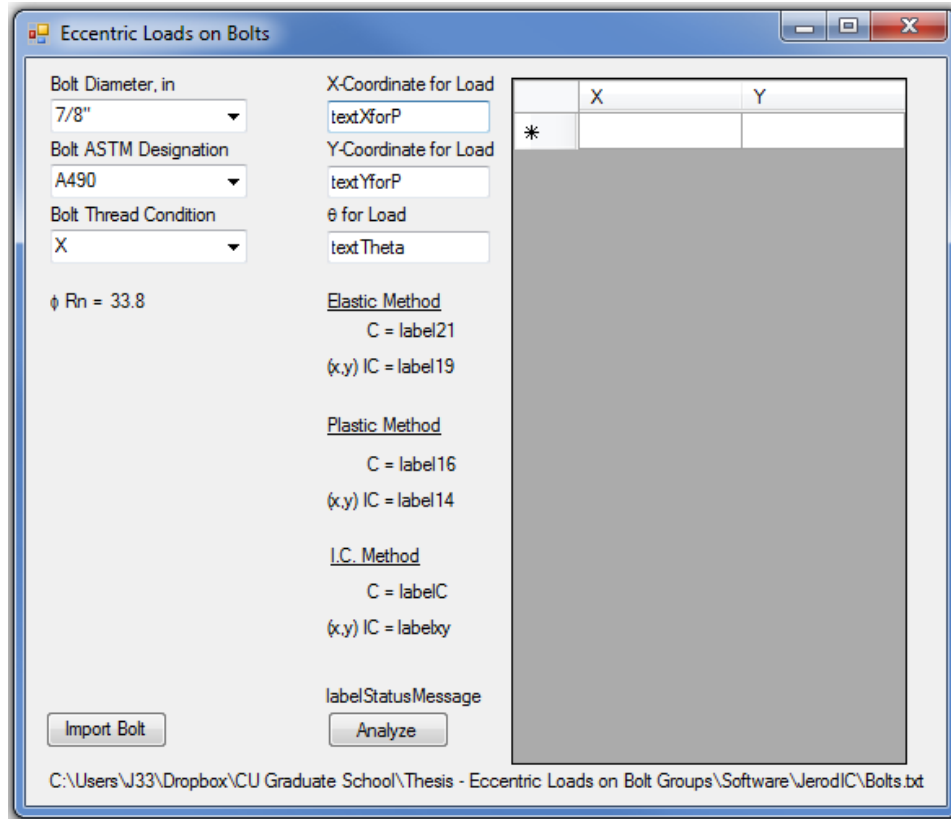 Eccentric Loads on Bolts
Bolt Diameter, in
7/8"
Bolt ASTM Designation
A490
Bolt Thread Condition
X
ϕ Rn = 33.8
X-Coordinate for Load
textXforP
Y-Coordinate for Load
textYforP
θ for Load
textTheta
Elastic Method
C = label21
(x,y) IC = label19
Plastic Method
C = label16
(x,y) IC = label14
I.C. Method
C = labelC
(x,y) IC = labelxy
labelStatusMessage
Import Bolt
Analyze
X Y
C:\Users\J33\Dropbox\CU Graduate School\Thesis - Eccentric Loads on Bolt Groups\Software\JerodIC\Bolts.txt